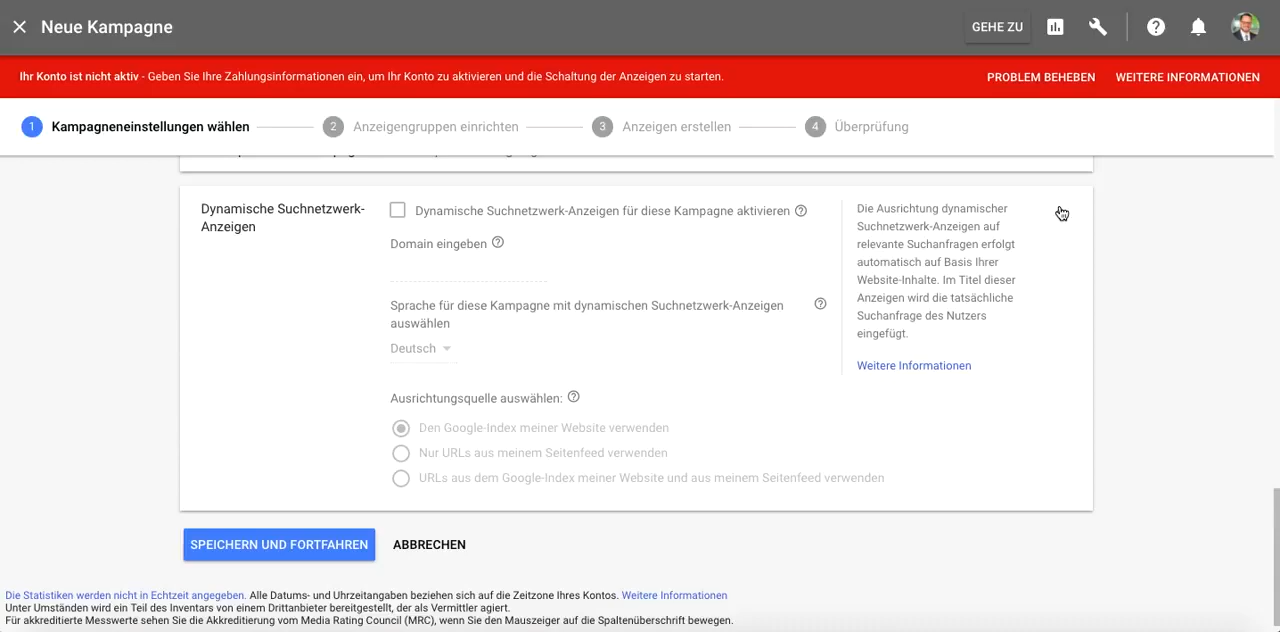 Neue Kampagne
GEHE ZU
Ihr Konto ist nicht aktiv - Geben Sie Ihre Zahlungsinformationen ein, um Ihr Konto zu aktivieren und die Schaltung der Anzeigen zu starten.
PROBLEM BEHEBEN
WEITERE INFORMATIONEN
1 Kampagneneinstellungen wählen
2 Anzeigengruppen einrichten
3 Anzeigen erstellen
4 Überprüfung
Dynamische Suchnetzwerk-
Anzeigen
Dynamische Suchnetzwerk-Anzeigen für diese Kampagne aktivieren
Domain eingeben
Sprache für diese Kampagne mit dynamischen Suchnetzwerk-Anzeigen
auswählen
Deutsch
Ausrichtungsquelle auswählen:
Den Google-Index meiner Website verwenden
Nur URLs aus meinem Seitenfeed verwenden
URLs aus dem Google-Index meiner Website und aus meinem Seitenfeed verwenden
Die Ausrichtung dynamischer
Suchnetzwerk-Anzeigen auf
relevante Suchanfragen erfolgt
automatisch auf Basis Ihrer
Website-Inhalte. Im Titel dieser
Anzeigen wird die tatsächliche
Suchanfrage des Nutzers
eingefügt.
Weitere Informationen
SPEICHERN UND FORTFAHREN
ABBRECHEN
Die Statistiken werden nicht in Echtzeit angegeben. Alle Datums- und Uhrzeitangaben beziehen sich auf die Zeitzone Ihres Kontos. Weitere Informationen
Unter Umständen wird ein Teil des Inventars von einem Drittanbieter bereitgestellt, der als Vermittler agiert.
Für akkreditierte Messwerte sehen Sie die Akkreditierung vom Media Rating Council (MRC), wenn Sie den Mauszeiger auf die Spaltenüberschrift bewegen.